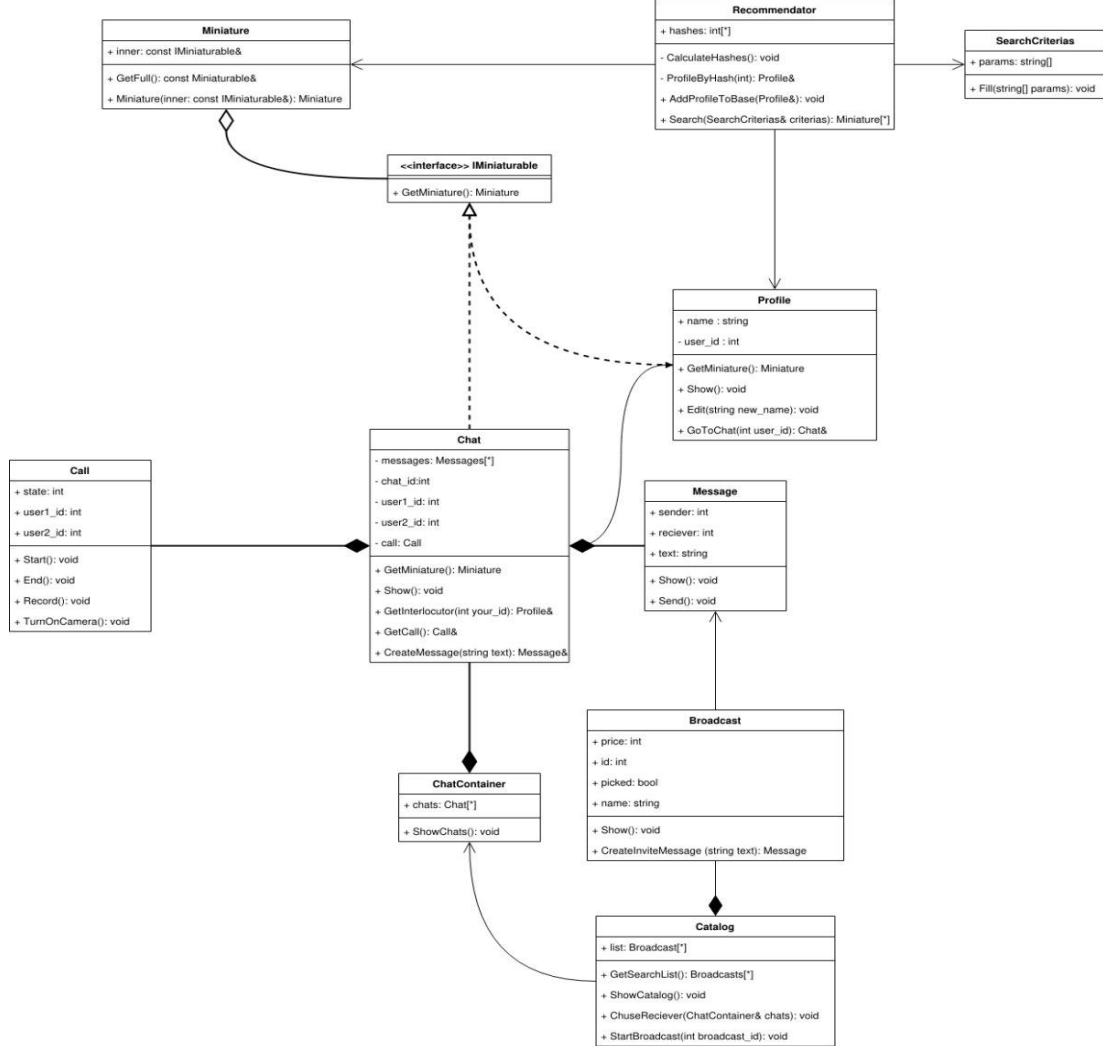 Miniature
+ inner: const IMiniaturable&
+ GetFull(): const Miniaturable&
+ Miniature(inner: const IMiniaturable&): Miniature
Recommendator
+ hashes: int[*]
- CalculateHashes(): void
- ProfileByHash(int): Profile&
+ AddProfileToBase(Profile&): void
+ Search(SearchCriterias& criterias): Miniature[*]
SearchCriterias
+ params: string[]
+ Fill(string[] params): void
<<interface>> IMiniaturable
+ GetMiniature(): Miniature
Profile
+ name : string
- user_id : int
+ GetMiniature(): Miniature
+ Show(): void
+ Edit(string new_name): void
+ GoToChat(int user_id): Chat&
Call
+ state: int
+ user1_id: int
+ user2_id: int
+ Start(): void
+ End(): void
+ Record(): void
+ TurnOnCamera(): void
Chat
- messages: Messages[*]
- chat_id:int
- user1_id: int
- user2_id: int
- call: Call
+ GetMiniature(): Miniature
+ Show(): void
+ GetInterlocutor(int your_id): Profile&
+ GetCall(): Call&
+ CreateMessage(string text): Message&
Message
+ sender: int
+ reciever: int
+ text: string
+ Show(): void
+ Send(): void
ChatContainer
+ chats: Chat[*]
+ ShowChats(): void
Broadcast
+ price: int
+ id: int
+ picked: bool
+ name: string
+ Show(): void
+ CreateInviteMessage (string text): Message
Catalog
+ list: Broadcast[*]
+ GetSearchList(): Broadcasts[*]
+ ShowCatalog(): void
+ ChuseReciever(ChatContainer& chats): void
+ StartBroadcast(int broadcast_id): void